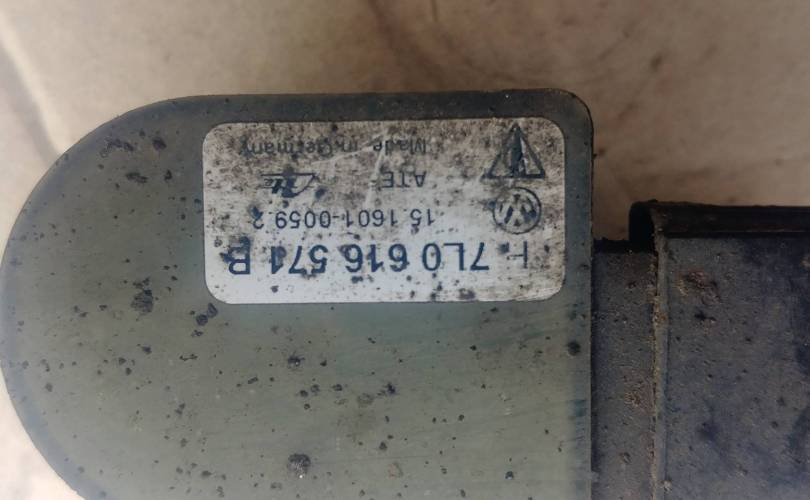 7L0 616 571 B
15.1601-0059.2
ATE
Made in Germany